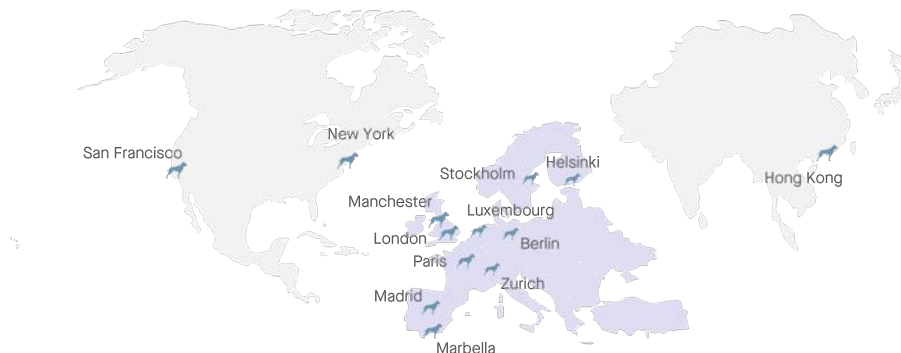 New York
San Francisco
Helsinki
Stockholm
Hong Kong
Manchester
Luxembourg
London
Berlin
Paris
Zurich
Madrid
Marbella